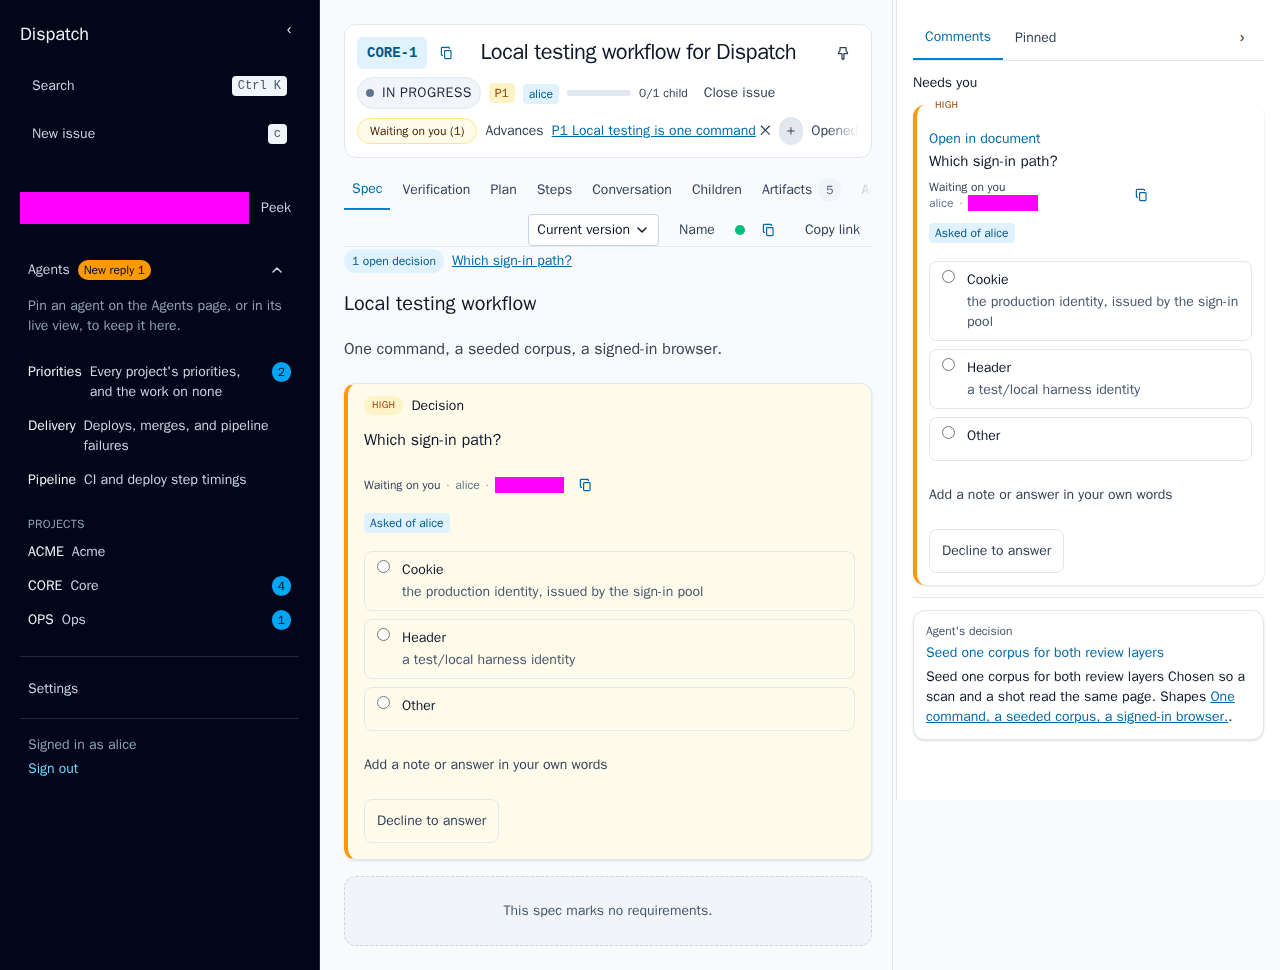 Dispatch
‹
Search
Ctrl K
New issue
C
Peek
Agents
New reply 1
Pin an agent on the Agents page, or in its
live view, to keep it here.
Priorities
Every project's priorities,
and the work on none
2
Delivery
Deploys, merges, and pipeline
failures
Pipeline
CI and deploy step timings
PROJECTS
ACME Acme
CORE Core
4
OPS Ops
1
Settings
Signed in as alice
Sign out
CORE-1
Local testing workflow for Dispatch
IN PROGRESS
P1
alice
0/1 child
Close issue
Waiting on you (1)
Advances
P1 Local testing is one command
+
Opened
Spec
Verification
Plan
Steps
Conversation
Children
Artifacts
5
Current version
Name
Copy link
1 open decision
Which sign-in path?
Local testing workflow
One command, a seeded corpus, a signed-in browser.
HIGH
Decision
Which sign-in path?
Waiting on you · alice ·
Asked of alice
Cookie
the production identity, issued by the sign-in pool
Header
a test/local harness identity
Other
Add a note or answer in your own words
Decline to answer
This spec marks no requirements.
Comments
Pinned
›
Needs you
HIGH
Open in document
Which sign-in path?
Waiting on you
alice ·
Asked of alice
Cookie
the production identity, issued by the sign-in
pool
Header
a test/local harness identity
Other
Add a note or answer in your own words
Decline to answer
Agent's decision
Seed one corpus for both review layers
Seed one corpus for both review layers Chosen so a
scan and a shot read the same page. Shapes One
command, a seeded corpus, a signed-in browser..